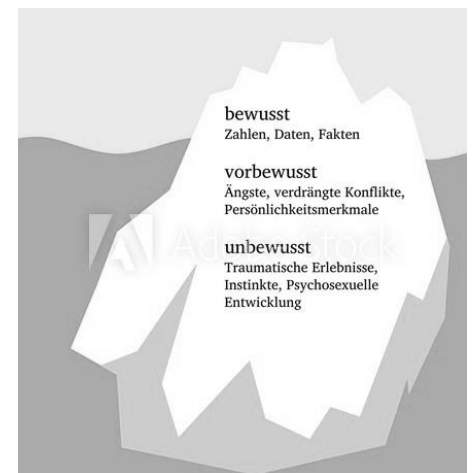 bewusst
Zahlen, Daten, Fakten
vorbewusst
Ängste, verdrängte Konflikte,
Persönlichkeitsmerkmale
Adobe Stock
unbewusst
Traumatische Erlebnisse,
Instinkte, Psychosexuelle
Entwicklung